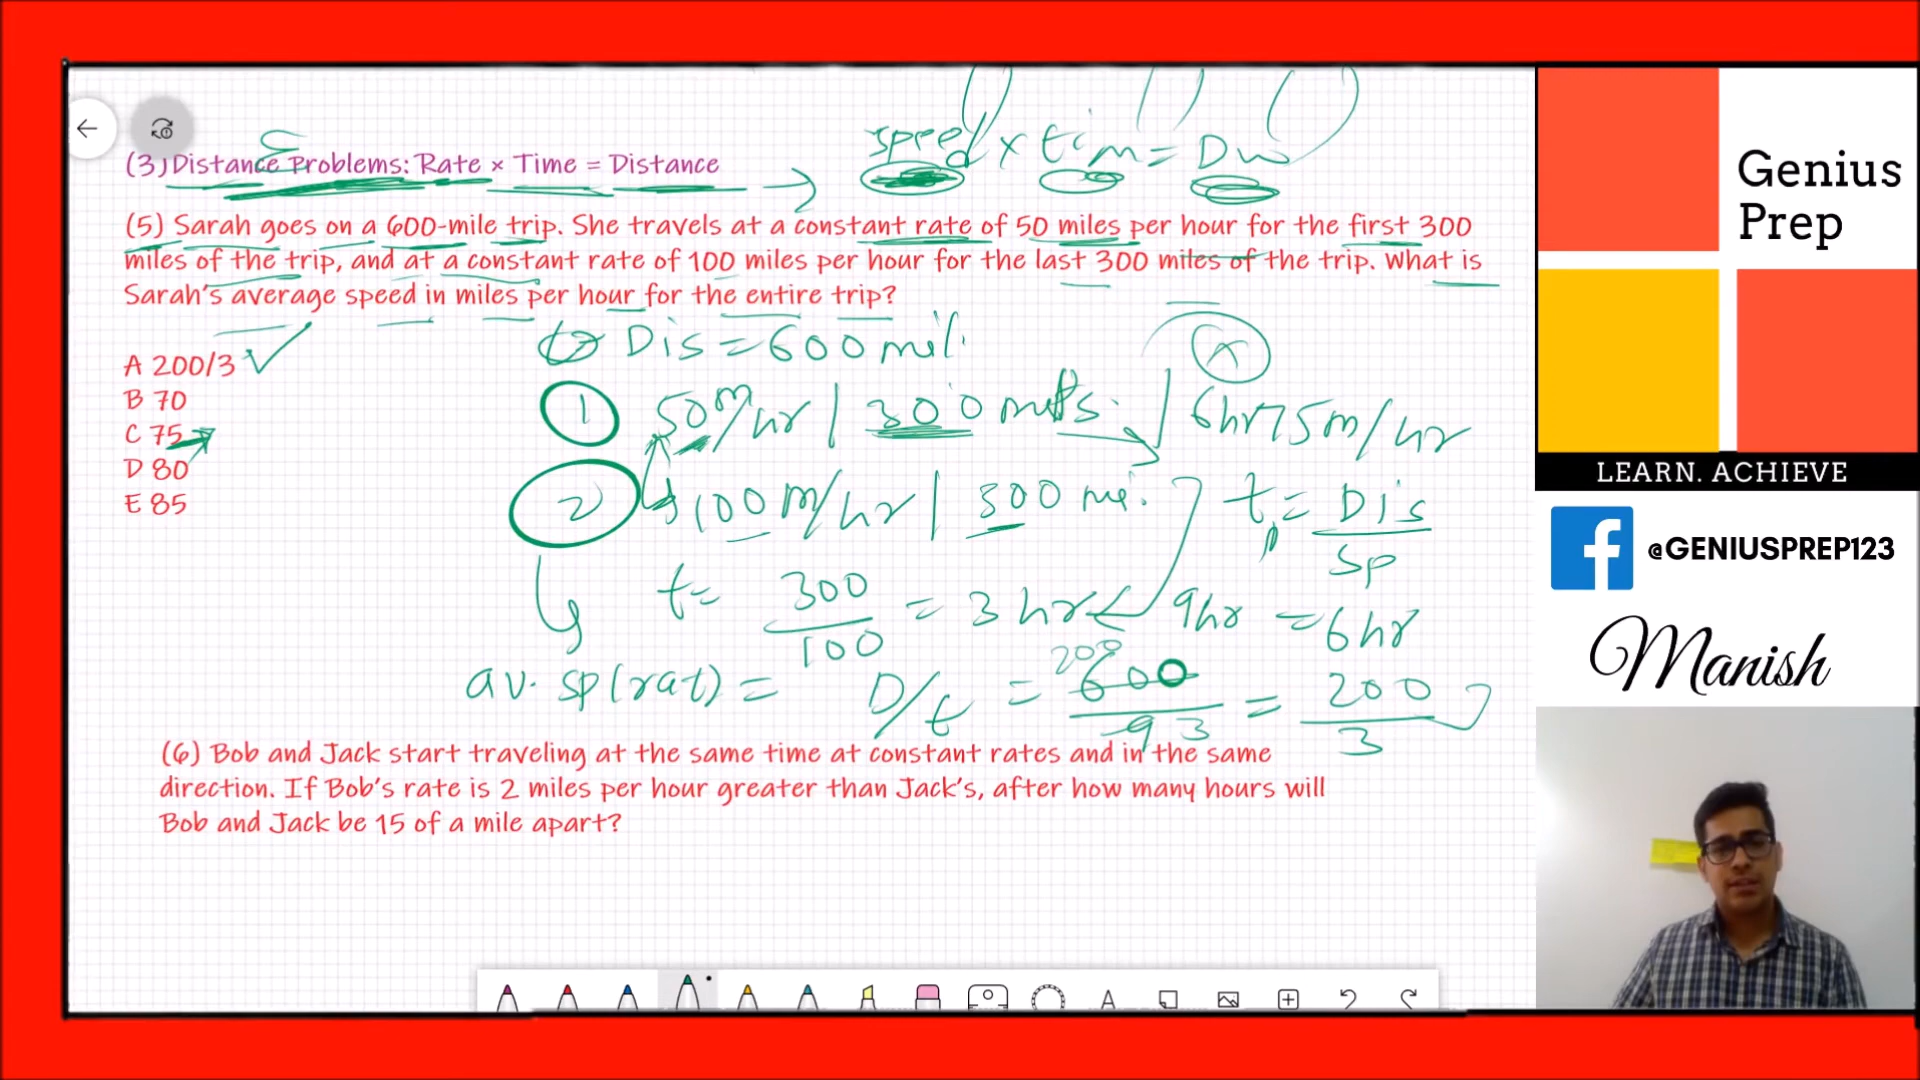 speed × tim = Dis
(3) Distance Problems: Rate × Time = Distance
(5) Sarah goes on a 600-mile trip. She travels at a constant rate of 50 miles per hour for the first 300
miles of the trip, and at a constant rate of 100 miles per hour for the last 300 miles of the trip. What is
Sarah's average speed in miles per hour for the entire trip?
Dis = 600 mil.
A 200/3 ✓
B 70
C 75
D 80
E 85
1 50 m/hr | 300 mils. 6hr 75 m/hr
2 100 m/hr | 300 mi.
t = Dis/sp
= 6hr
t = 300/100 = 3 hr 9hr
av. sp(rat) = D/t = 600/9 = 200/3
200 3
(6) Bob and Jack start traveling at the same time at constant rates and in the same
direction. If Bob's rate is 2 miles per hour greater than Jack's, after how many hours will
Bob and Jack be 15 of a mile apart?
Genius
Prep
LEARN. ACHIEVE
f @GENIUSPREP123
Manish